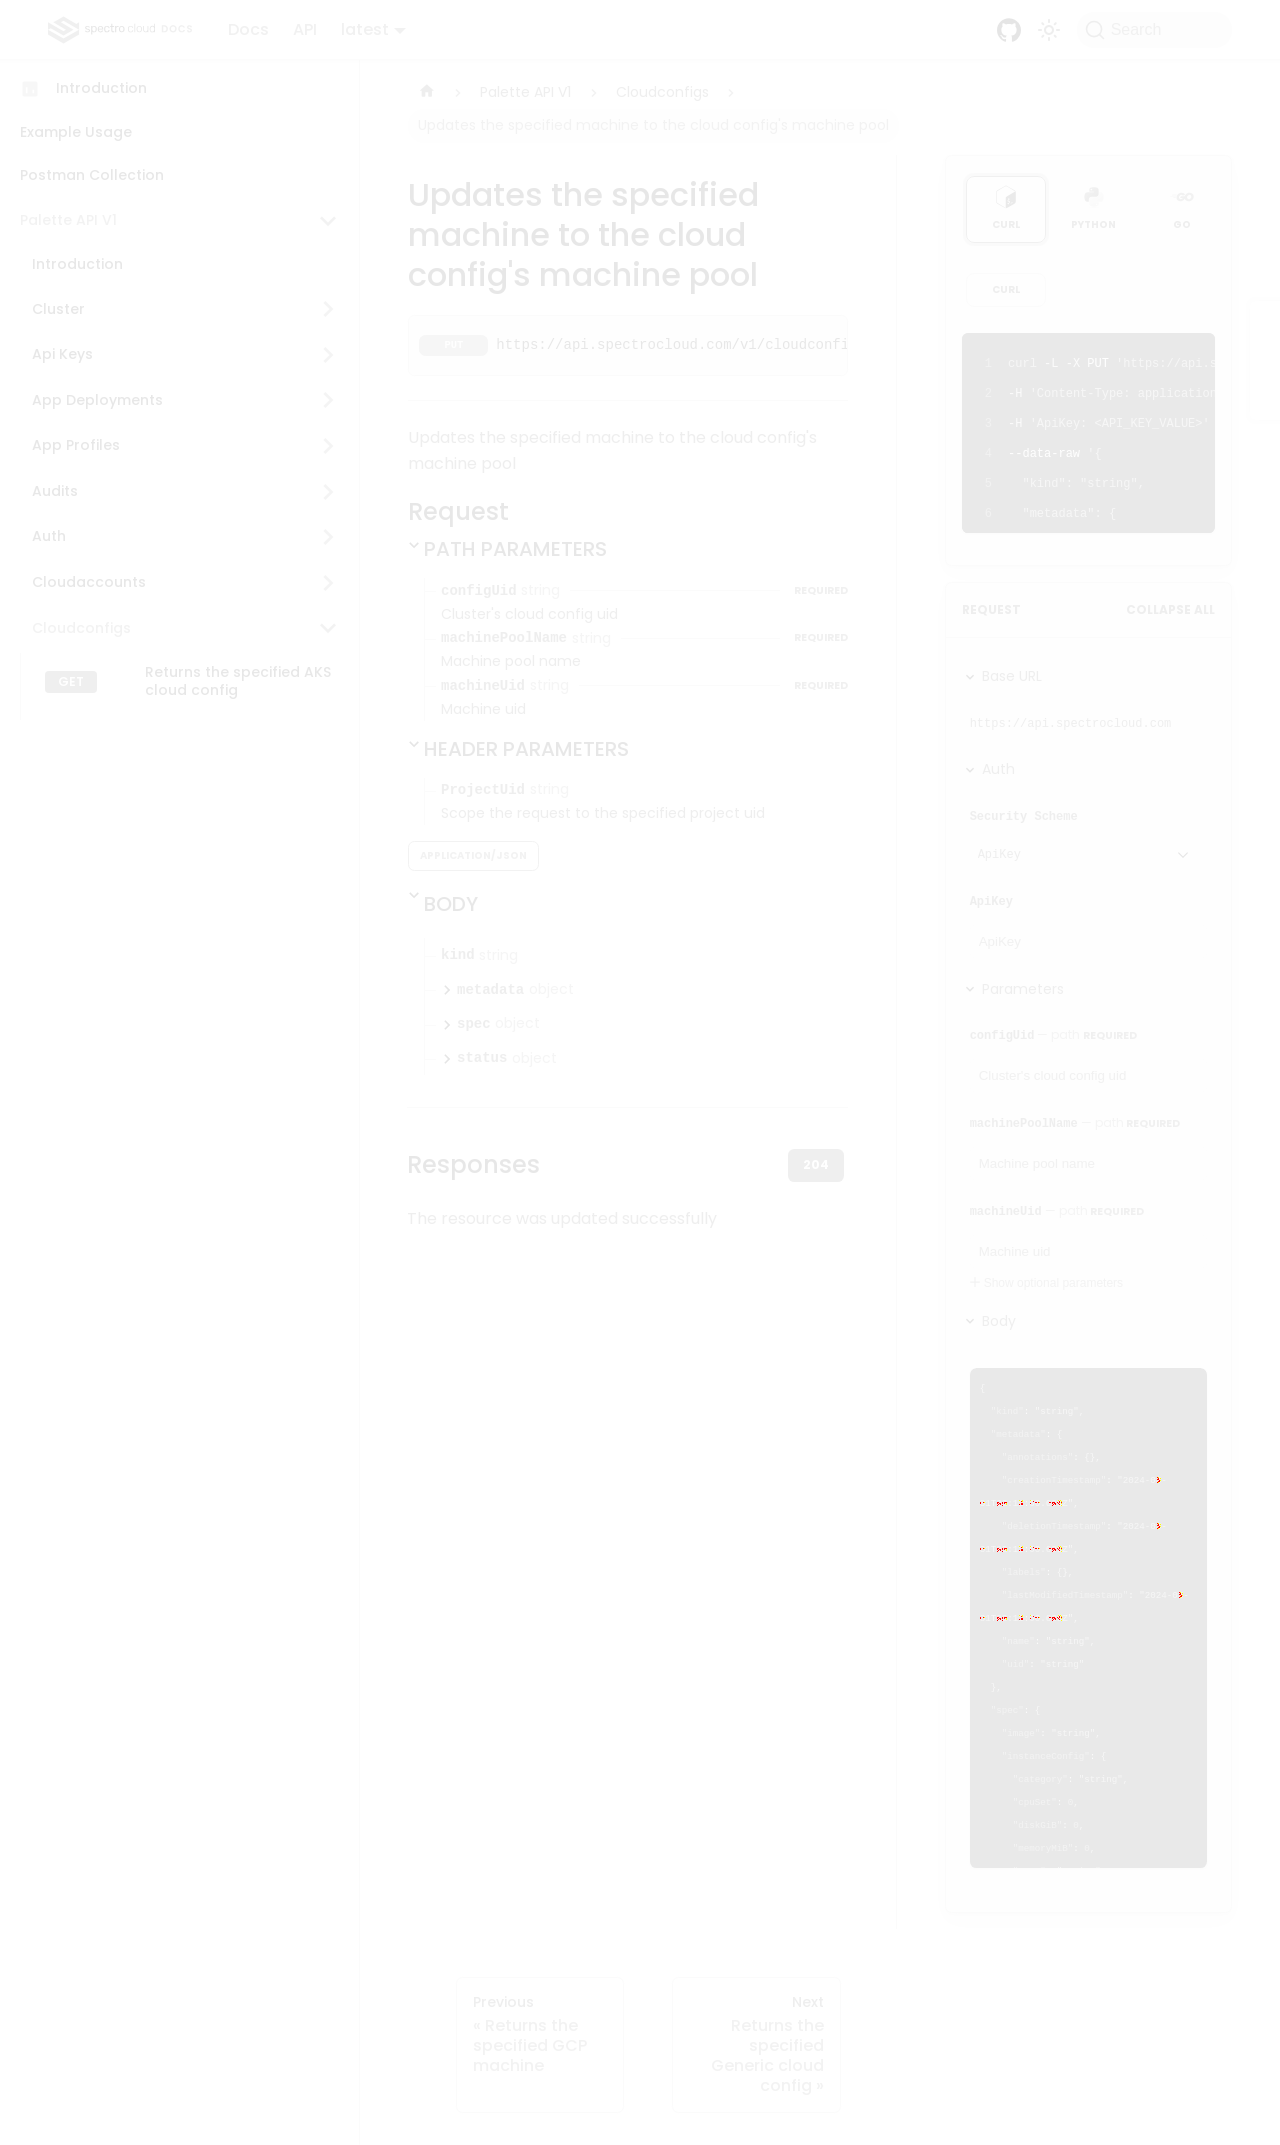 spectro cloud DOCS
Docs
API
latest
Search
Introduction
Example Usage
Postman Collection
Palette API V1
Introduction
Cluster
Api Keys
App Deployments
App Profiles
Audits
Auth
Cloudaccounts
Cloudconfigs
GET
Returns the specified AKS
cloud config
Palette API V1
Cloudconfigs
Updates the specified machine to the cloud config's machine pool
Updates the specified
machine to the cloud
config's machine pool
PUT https://api.spectrocloud.com/v1/cloudconfi
Updates the specified machine to the cloud config's
machine pool
Request
PATH PARAMETERS
configUid string REQUIRED
Cluster's cloud config uid
machinePoolName string REQUIRED
Machine pool name
machineUid string REQUIRED
Machine uid
HEADER PARAMETERS
ProjectUid string
Scope the request to the specified project uid
APPLICATION/JSON
BODY
kind string
metadata object
spec object
status object
Responses
204
The resource was updated successfully
CURL
PYTHON
GO
CURL
1 curl -L -X PUT 'https://api.s
2 -H 'Content-Type: application
3 -H 'ApiKey: <API_KEY_VALUE>'
4 --data-raw '{
5 "kind": "string",
6 "metadata": {
REQUEST
COLLAPSE ALL
Base URL
https://api.spectrocloud.com
Auth
Security Scheme
ApiKey
ApiKey
ApiKey
Parameters
configUid — path REQUIRED
Cluster's cloud config uid
machinePoolName — path REQUIRED
Machine pool name
machineUid — path REQUIRED
Machine uid
Show optional parameters
Body
{
"kind": "string",
"metadata": {
"annotations": {},
"creationTimestamp": "2024-
"deletionTimestamp": "2024-
"labels": {},
"lastModifiedTimestamp": "2024-
"name": "string",
"uid": "string"
},
"spec": {
"image": "string",
"instanceConfig": {
"category": "string",
"cpuSet": 0,
"diskGiB": 0,
"memoryMiB": 0,
Previous
« Returns the
specified GCP
machine
Next
Returns the
specified
Generic cloud
config »